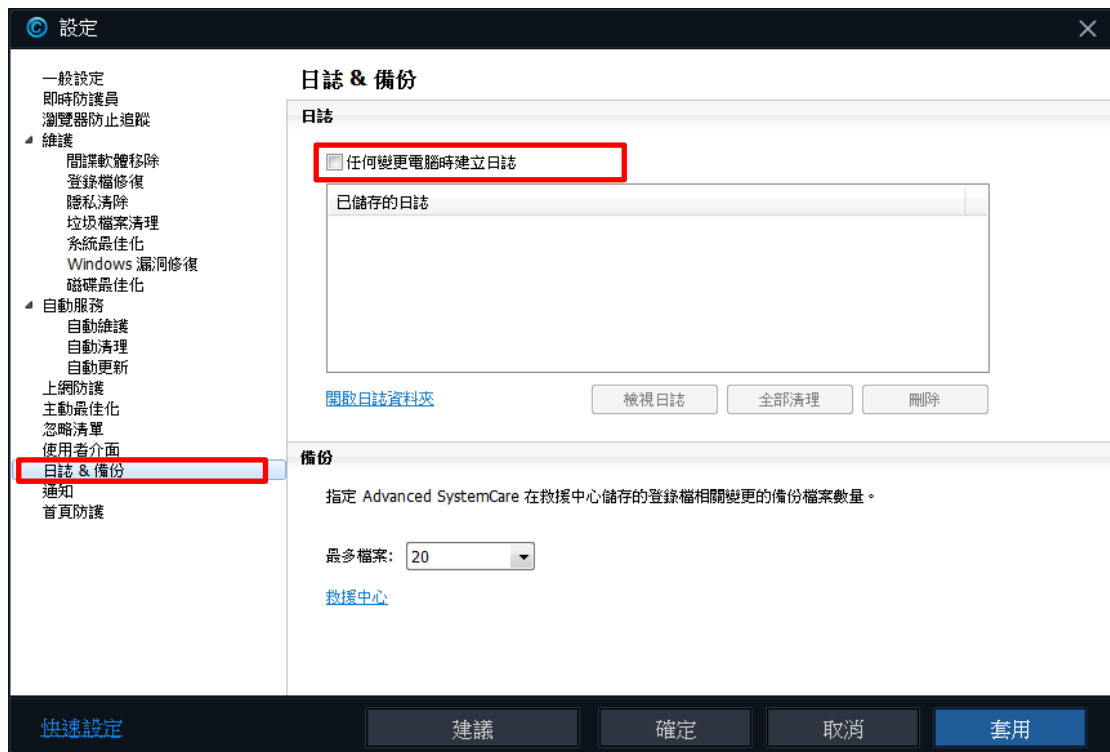 設定
一般設定
即時防護員
瀏覽器防止追蹤
維護
間諜軟體移除
登錄檔修復
隱私清除
垃圾檔案清理
系統最佳化
Windows 漏洞修復
磁碟最佳化
自動服務
自動維護
自動清理
自動更新
上網防護
主動最佳化
忽略清單
使用者介面
日誌 & 備份
通知
首頁防護
日誌 & 備份
日誌
任何變更電腦時建立日誌
已儲存的日誌
開啟日誌資料夾
檢視日誌 全部清理 刪除
備份
指定 Advanced SystemCare 在救援中心儲存的登錄檔相關變更的備份檔案數量。
最多檔案: 20
救援中心
快速設定 建議 確定 取消 套用